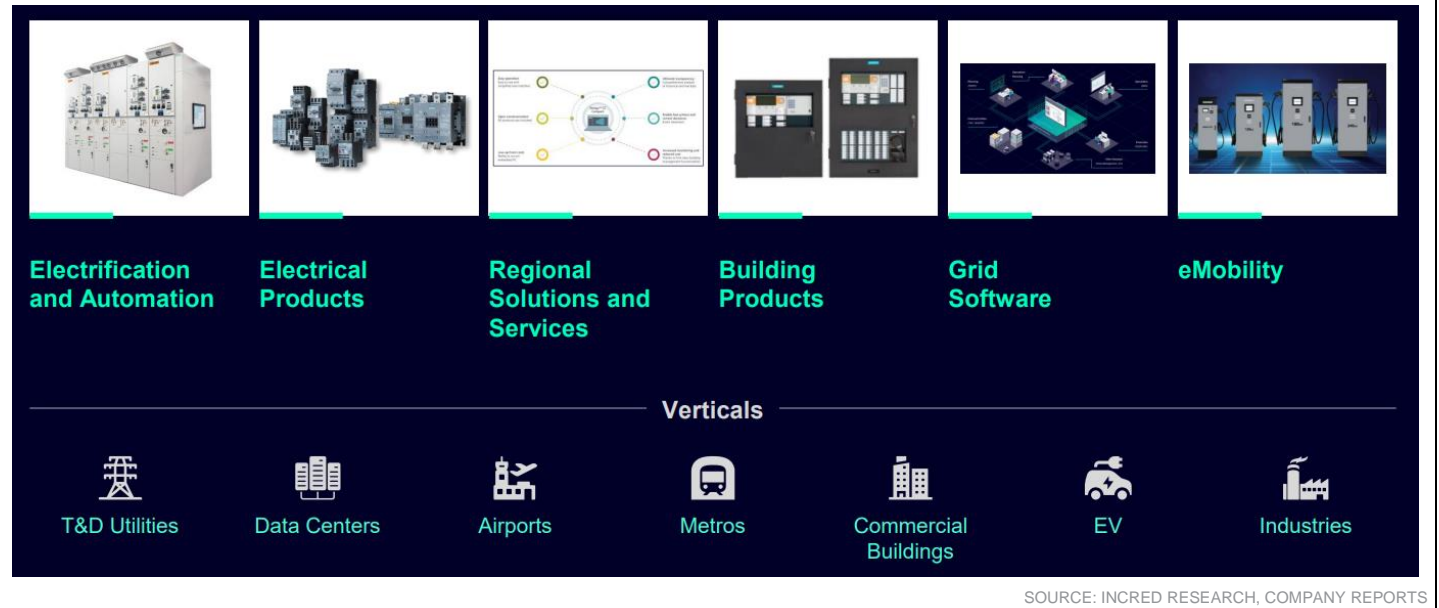 Electrification
and Automation
Electrical
Products
Regional
Solutions and
Services
Building
Products
Grid
Software
eMobility
Verticals
T&D Utilities
Data Centers
Airports
Metros
Commercial
Buildings
EV
Industries
SOURCE: INCRED RESEARCH, COMPANY REPORTS